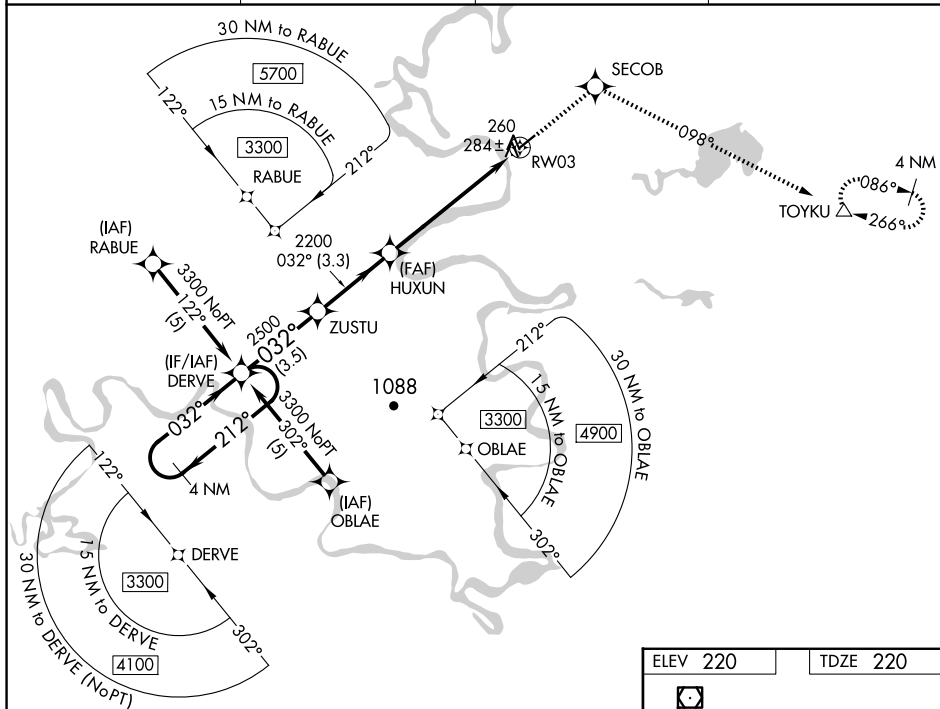 30 NM to RABUE
5700
122°
15 NM to RABUE
3300
212°
RABUE
SECOB
260
284±
RW03
098°
4 NM
086°
266°
TOYKU
(IAF)
RABUE
3300 NoPT
122°
(5)
2200
032° (3.3)
(FAF)
HUXUN
ZUSTU
2500
032°
(3.5)
(IF/IAF)
DERVE
032°
212°
4 NM
3300 NoPT
302°
(5)
(IAF)
OBLAE
1088
212°
30 NM to OBLAE
15 NM to OBLAE
3300
4900
OBLAE
302°
122°
DERVE
15 NM to DERVE
3300
30 NM to DERVE (NoPT)
4100
302°
ELEV 220
TDZE 220